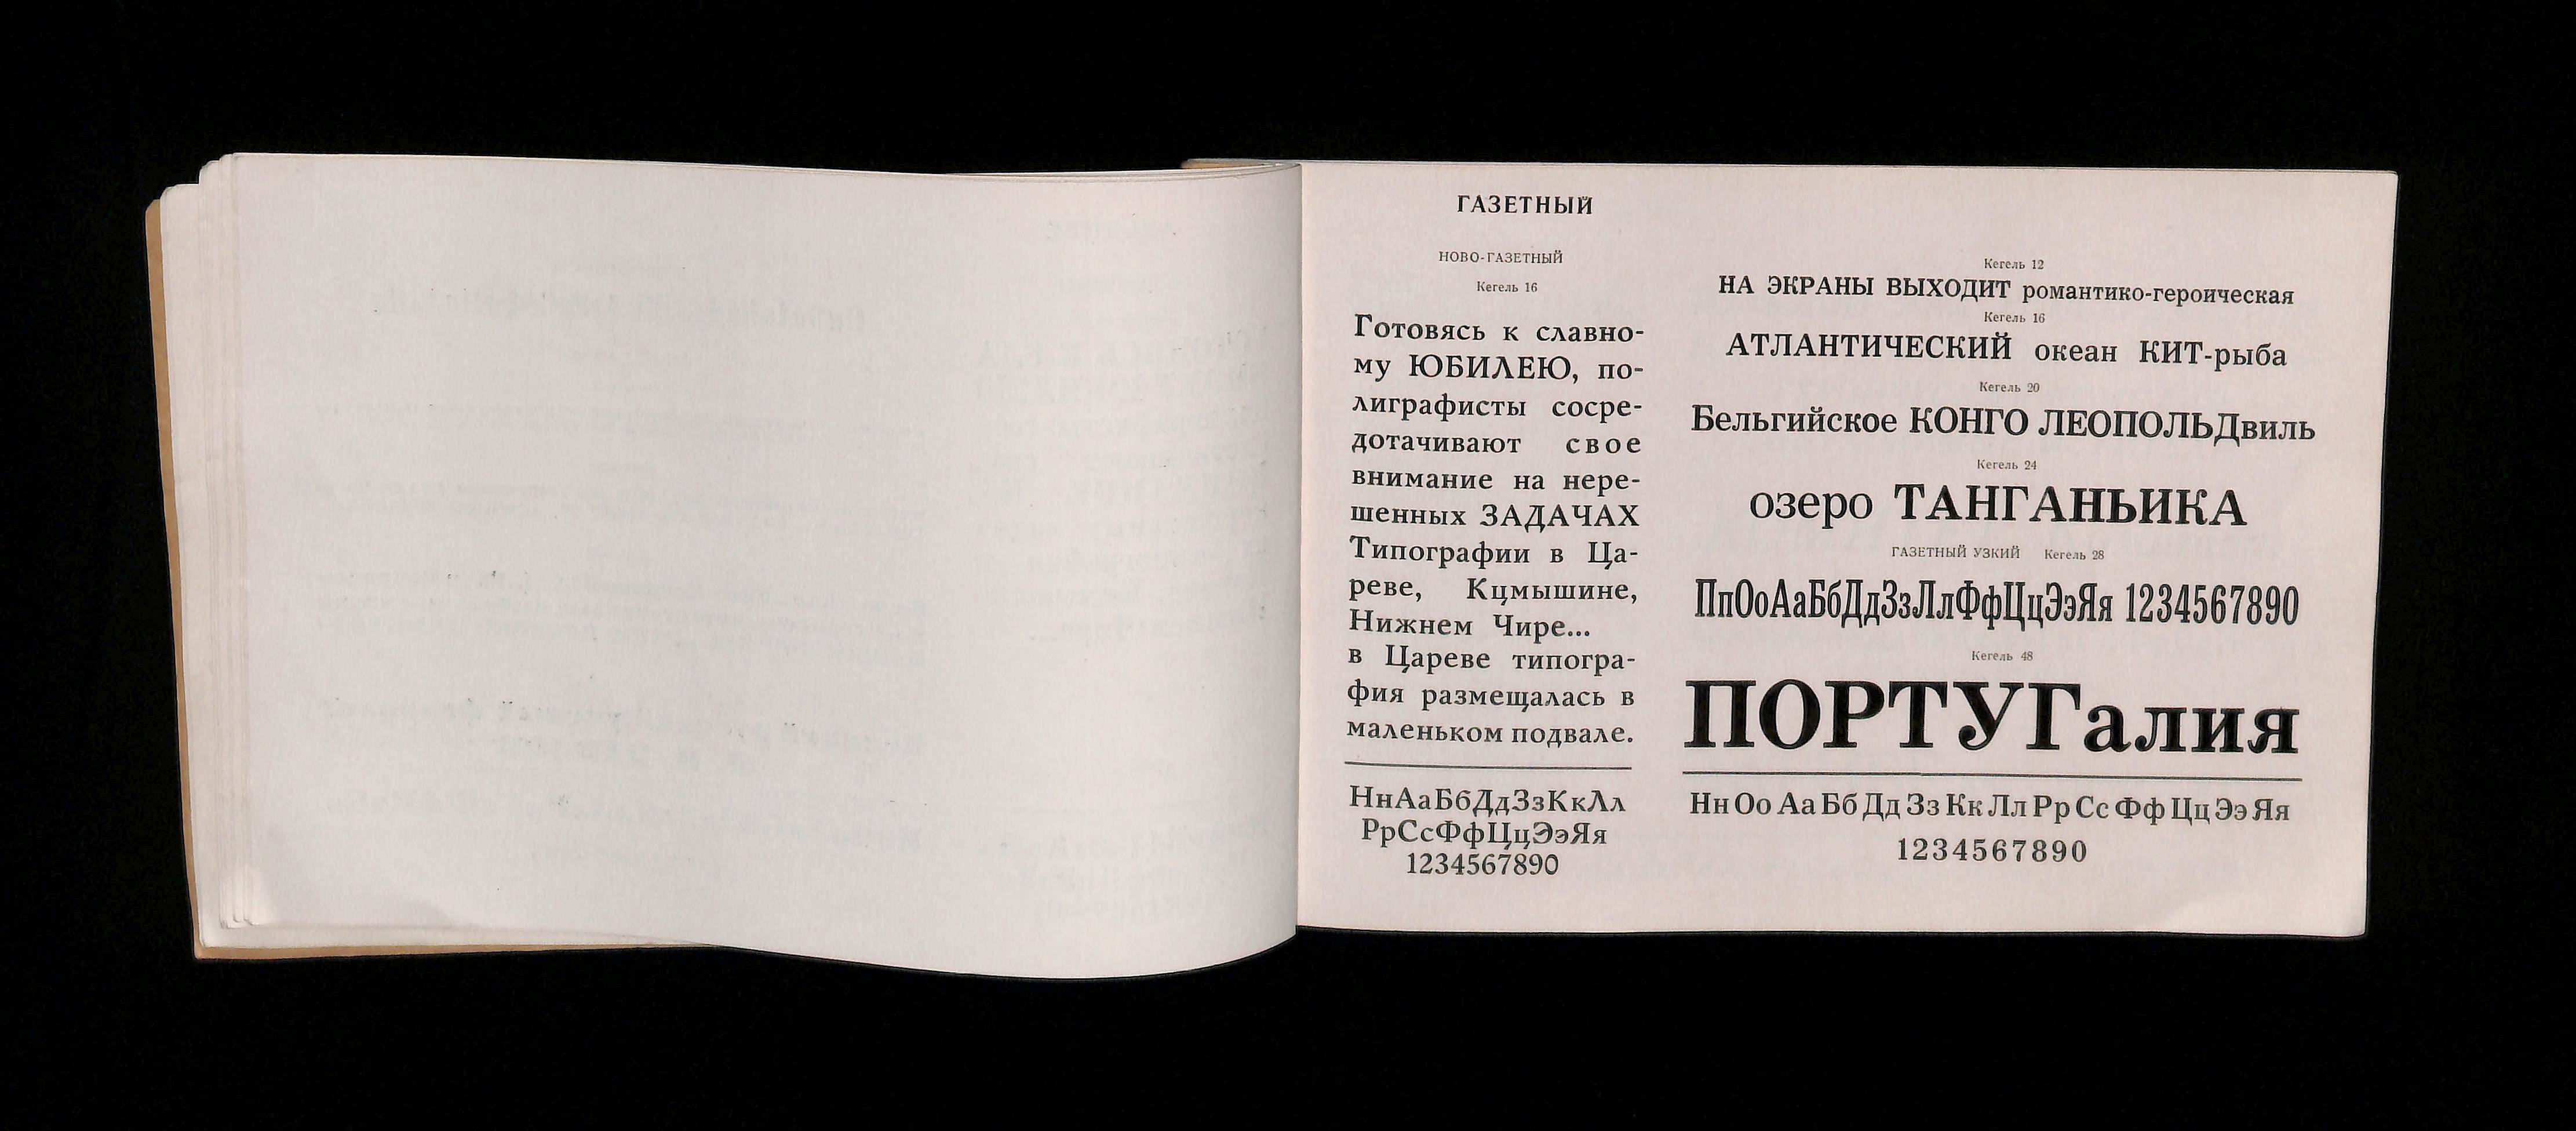 ГАЗЕТНЫЙ
НОВО-ГАЗЕТНЫЙ
Кегель 16
Готовясь к славно-
му ЮБИЛЕЮ, по-
лиграфисты сосре-
дотачивают свое
внимание на нере-
шенных ЗАДАЧАХ
Типографии в Ца-
реве, Кцмышине,
Нижнем Чире...
в Цареве типогра-
фия размещалась в
маленьком подвале.
НнАаБбДдЗзКкЛл
РрСсФфЦцЭэЯя
1234567890
Кегель 12
НА ЭКРАНЫ ВЫХОДИТ романтико-героическая
Кегель 16
АТЛАНТИЧЕСКИЙ океан КИТ-рыба
Кегель 20
Бельгийское КОНГО ЛЕОПОЛЬДвиль
Кегель 24
озеро ТАНГАНЬИКА
ГАЗЕТНЫЙ УЗКИЙ Кегель 28
ПпОоАаБбДдЗзЛлФфЦцЭэЯя 1234567890
Кегель 48
ПОРТУГалия
Нн Оо Аа Бб Дд Зз Кк Лл Рр Сс Фф Цц Ээ Яя
1234567890